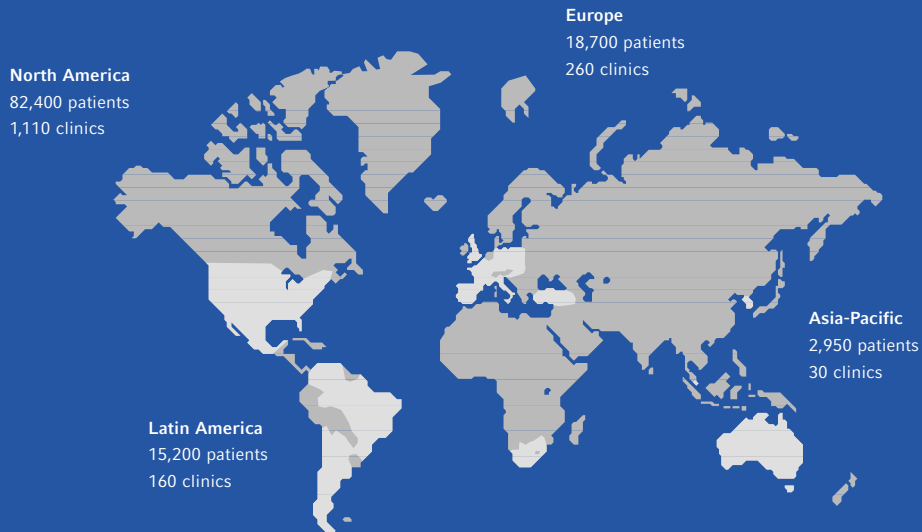 Europe
18,700 patients
260 clinics
North America
82,400 patients
1,110 clinics
Asia-Pacific
2,950 patients
30 clinics
Latin America
15,200 patients
160 clinics